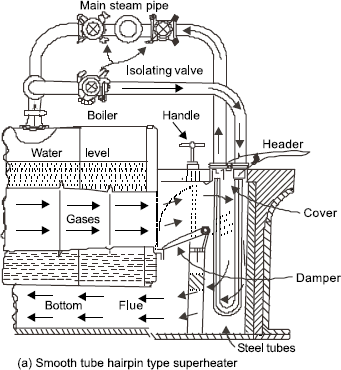 Main steam pipe
Isolating valve
Boiler
Handle
Water level
Header
Cover
Gases
Damper
Bottom Flue
Steel tubes
(a) Smooth tube hairpin type superheater